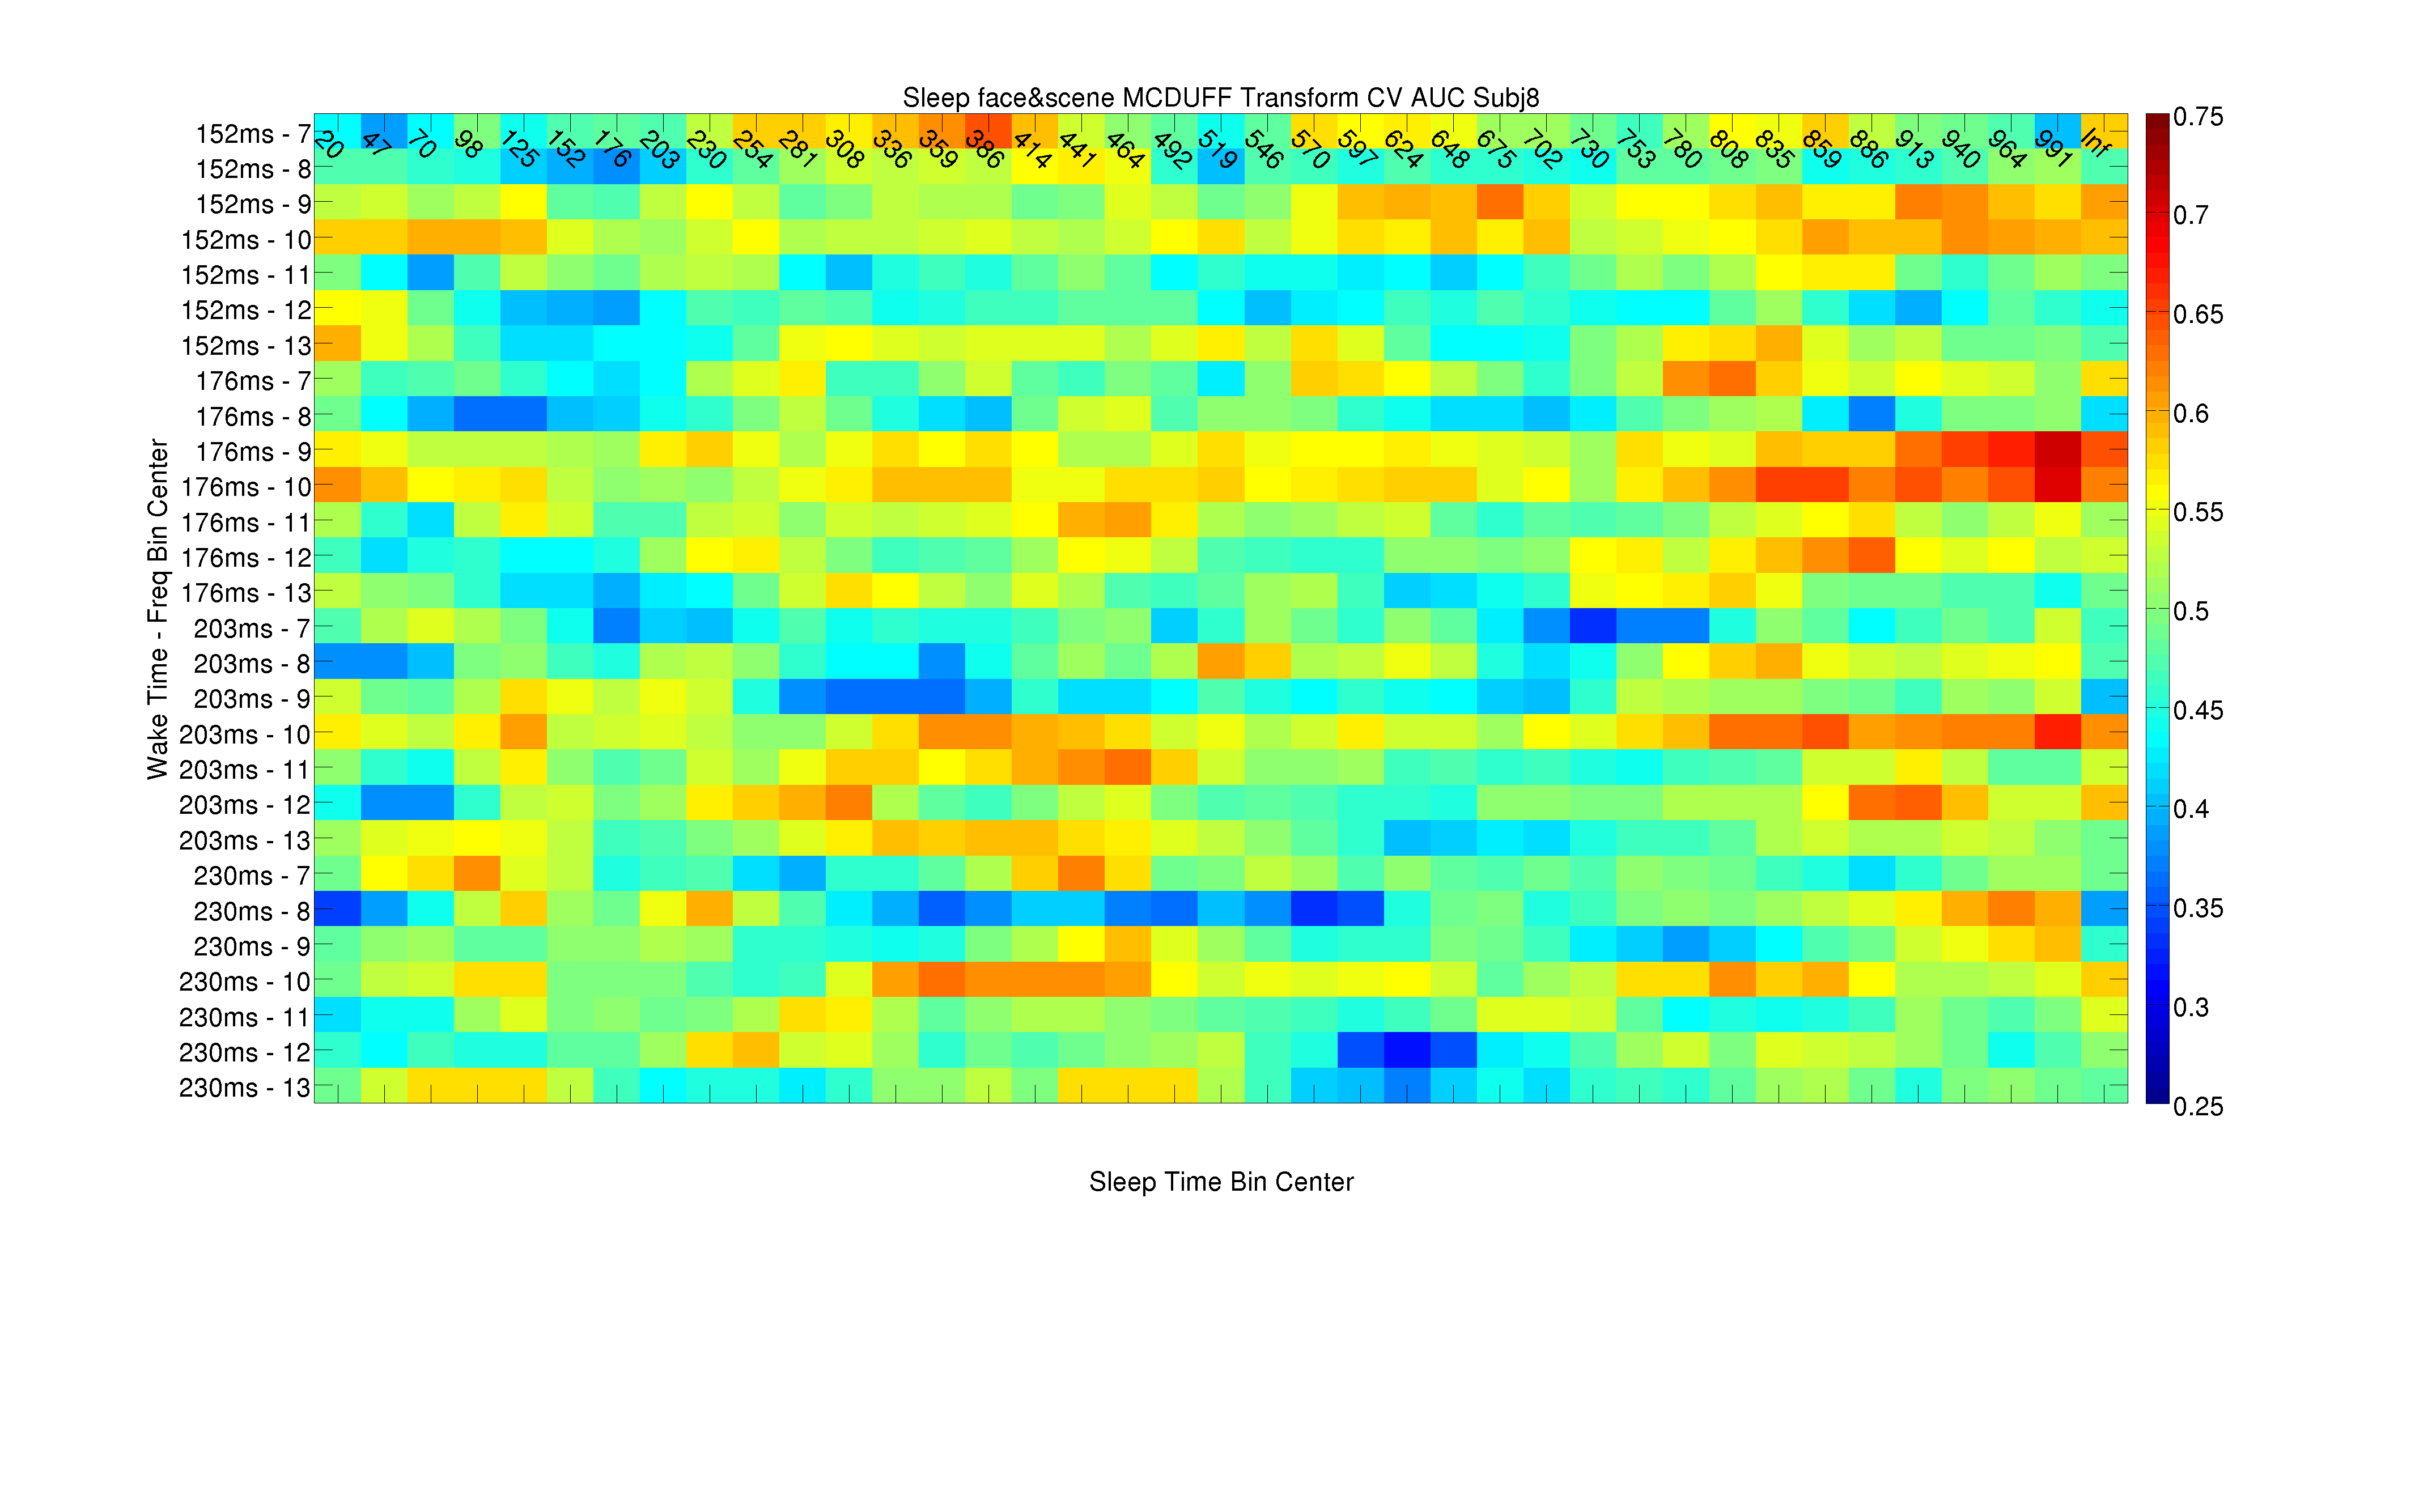 Sleep face&scene MCDUFF Transform CV AUC Subj8
20 47 70 98 125 152 176 203 230 254 281 308 336 359 386 414 441 464 492 519 546 570 597 624 648 675 702 730 753 780 808 835 859 886 913 940 964 991 Inf
Wake Time - Freq Bin Center
152ms - 7
152ms - 8
152ms - 9
152ms - 10
152ms - 11
152ms - 12
152ms - 13
176ms - 7
176ms - 8
176ms - 9
176ms - 10
176ms - 11
176ms - 12
176ms - 13
203ms - 7
203ms - 8
203ms - 9
203ms - 10
203ms - 11
203ms - 12
203ms - 13
230ms - 7
230ms - 8
230ms - 9
230ms - 10
230ms - 11
230ms - 12
230ms - 13
0.75
0.7
0.65
0.6
0.55
0.5
0.45
0.4
0.35
0.3
0.25
Sleep Time Bin Center